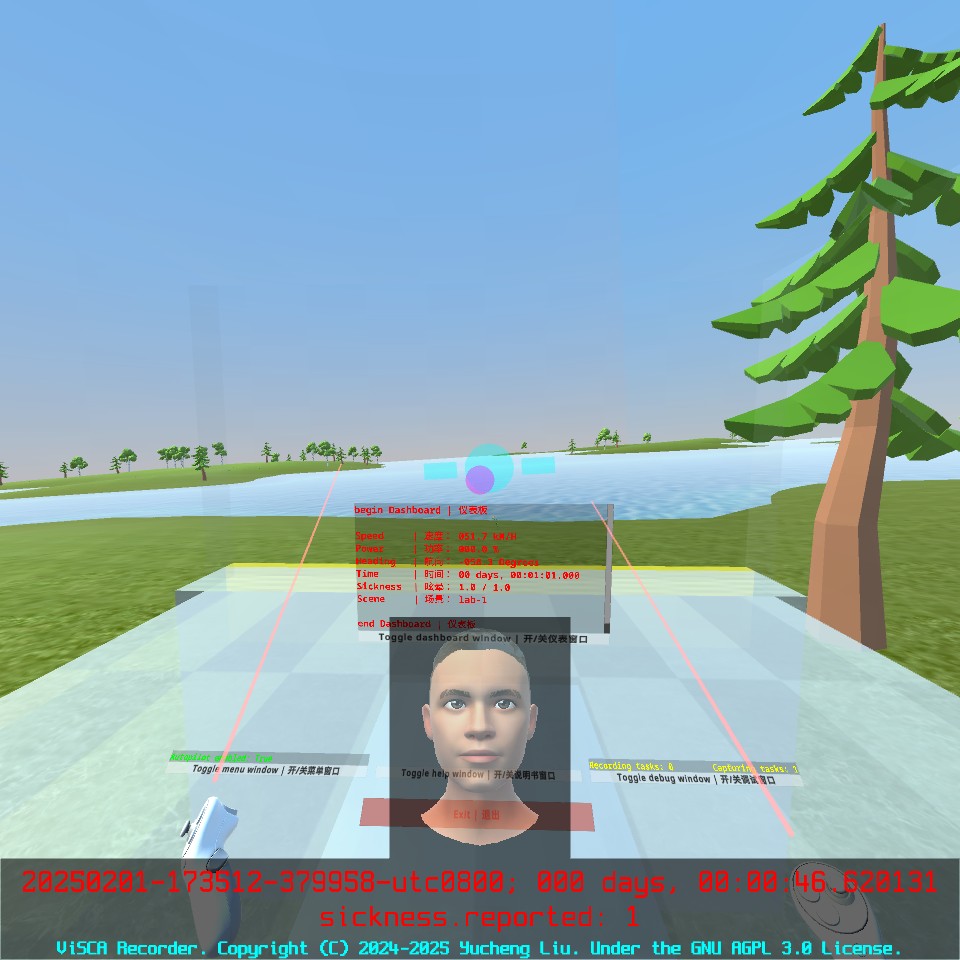 begin Dashboard | 仪表板
Speed | 速度: 051.7 km/H
Power | 功率: 000.0 %
Heading | 航向: Degrees
Time | 时间: 00 days, 00:01:01.000
Sickness | 眩晕: 1.0 / 1.0
Scene | 场景: lab-1
end Dashboard | 仪表板
Toggle dashboard window | 开/关仪表窗口
Autopilot enabled: True
Toggle menu window | 开/关菜单窗口
Toggle help window | 开/关说明书窗口
Recording tasks: 0 Capturing tasks: 1
Toggle debug window | 开/关调试窗口
Exit | 退出
20250201-173512-379958-utc0800; 000 days, 00:00:46.620131
sickness.reported: 1
ViSCA Recorder. Copyright (C) 2024-2025 Yucheng Liu. Under the GNU AGPL 3.0 License.